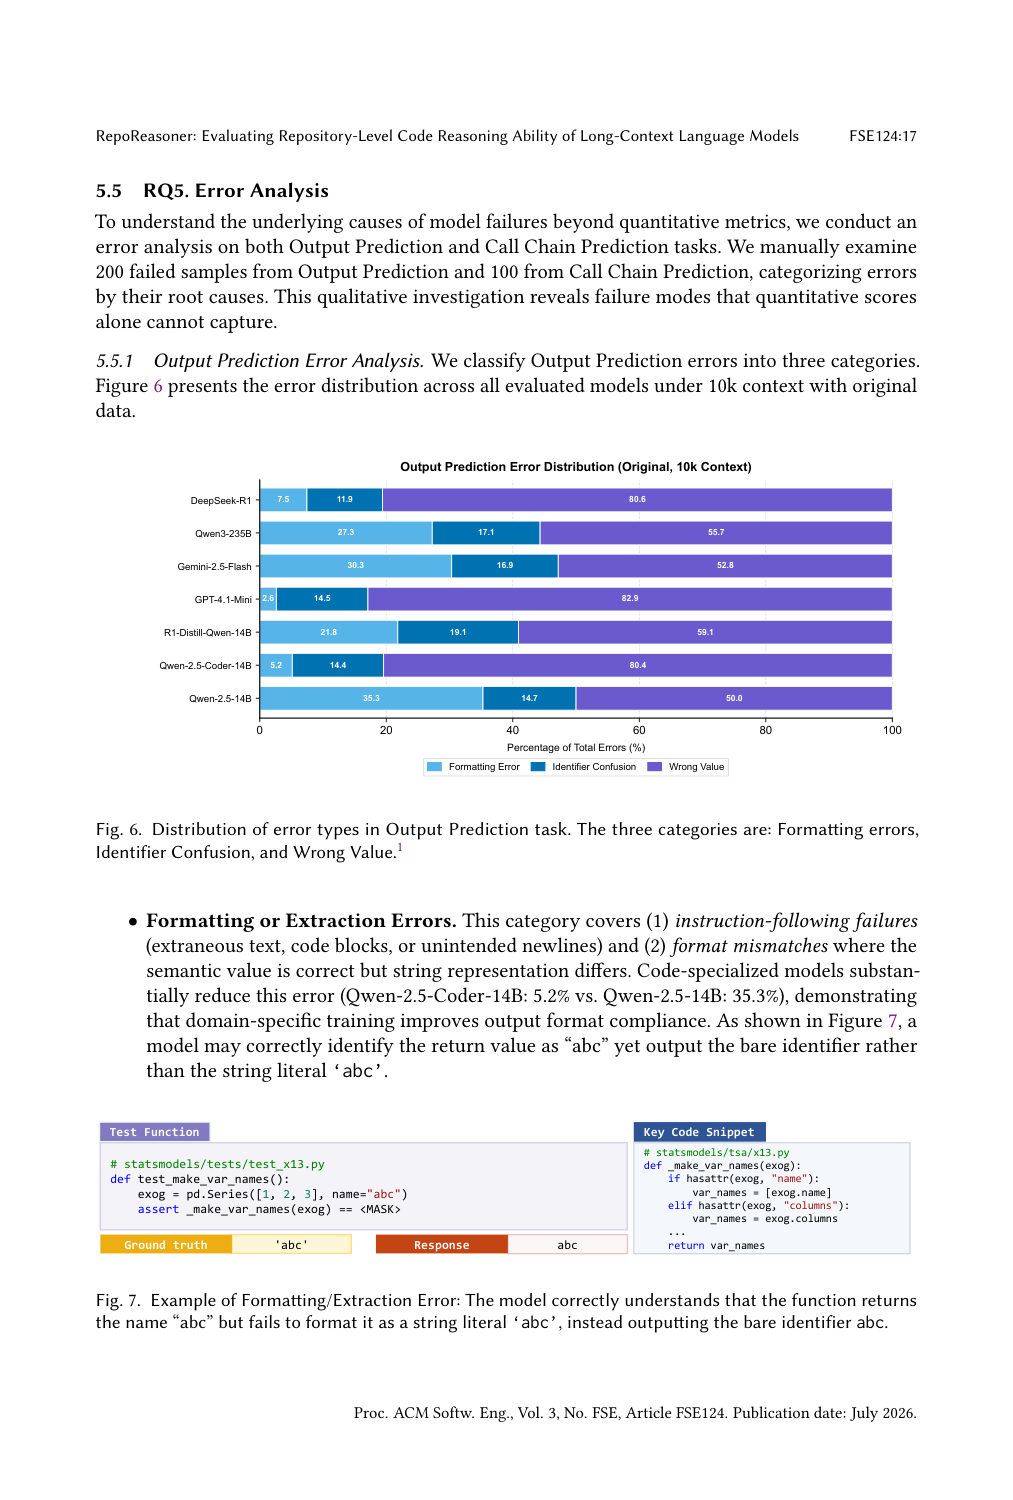 RepoReasoner: Evaluating Repository-Level Code Reasoning Ability of Long-Context Language Models FSE124:17
5.5 RQ5. Error Analysis
To understand the underlying causes of model failures beyond quantitative metrics, we conduct an
error analysis on both Output Prediction and Call Chain Prediction tasks. We manually examine
200 failed samples from Output Prediction and 100 from Call Chain Prediction, categorizing errors
by their root causes. This qualitative investigation reveals failure modes that quantitative scores
alone cannot capture.
5.5.1 Output Prediction Error Analysis. We classify Output Prediction errors into three categories.
Figure 6 presents the error distribution across all evaluated models under 10k context with original
data.
Output Prediction Error Distribution (Original, 10k Context)
DeepSeek-R1 7.5 11.9 80.6
Qwen3-235B 27.3 17.1 55.7
Gemini-2.5-Flash 30.3 16.9 52.8
GPT-4.1-Mini 2.6 14.5 82.9
R1-Distill-Qwen-14B 21.8 19.1 59.1
Qwen-2.5-Coder-14B 5.2 14.4 80.4
Qwen-2.5-14B 35.3 14.7 50.0
0 20 40 60 80 100
Percentage of Total Errors (%)
Formatting Error Identifier Confusion Wrong Value
Fig. 6. Distribution of error types in Output Prediction task. The three categories are: Formatting errors,
Identifier Confusion, and Wrong Value.1
• Formatting or Extraction Errors. This category covers (1) instruction-following failures
(extraneous text, code blocks, or unintended newlines) and (2) format mismatches where the
semantic value is correct but string representation differs. Code-specialized models substan-
tially reduce this error (Qwen-2.5-Coder-14B: 5.2% vs. Qwen-2.5-14B: 35.3%), demonstrating
that domain-specific training improves output format compliance. As shown in Figure 7, a
model may correctly identify the return value as “abc” yet output the bare identifier rather
than the string literal ‘abc’.
Test Function
# statsmodels/tests/test_x13.py
def test_make_var_names():
    exog = pd.Series([1, 2, 3], name="abc")
    assert _make_var_names(exog) == <MASK>
Ground truth 'abc' Response abc
Key Code Snippet
# statsmodels/tsa/x13.py
def _make_var_names(exog):
    if hasattr(exog, "name"):
        var_names = [exog.name]
    elif hasattr(exog, "columns"):
        var_names = exog.columns
    ...
    return var_names
Fig. 7. Example of Formatting/Extraction Error: The model correctly understands that the function returns
the name “abc” but fails to format it as a string literal ‘abc’, instead outputting the bare identifier abc.
Proc. ACM Softw. Eng., Vol. 3, No. FSE, Article FSE124. Publication date: July 2026.